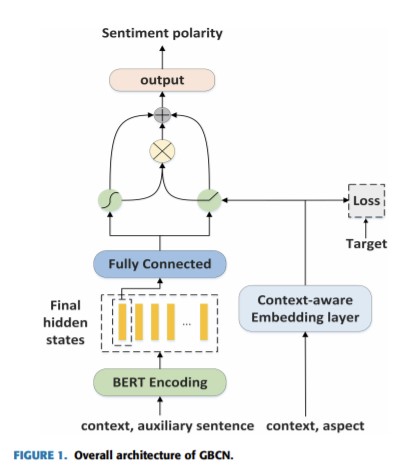 Sentiment polarity
output
Loss
Target
Fully Connected
Final
hidden
states
...
Context-aware
Embedding layer
BERT Encoding
context, auxiliary sentence
context, aspect
FIGURE 1. Overall architecture of GBCN.